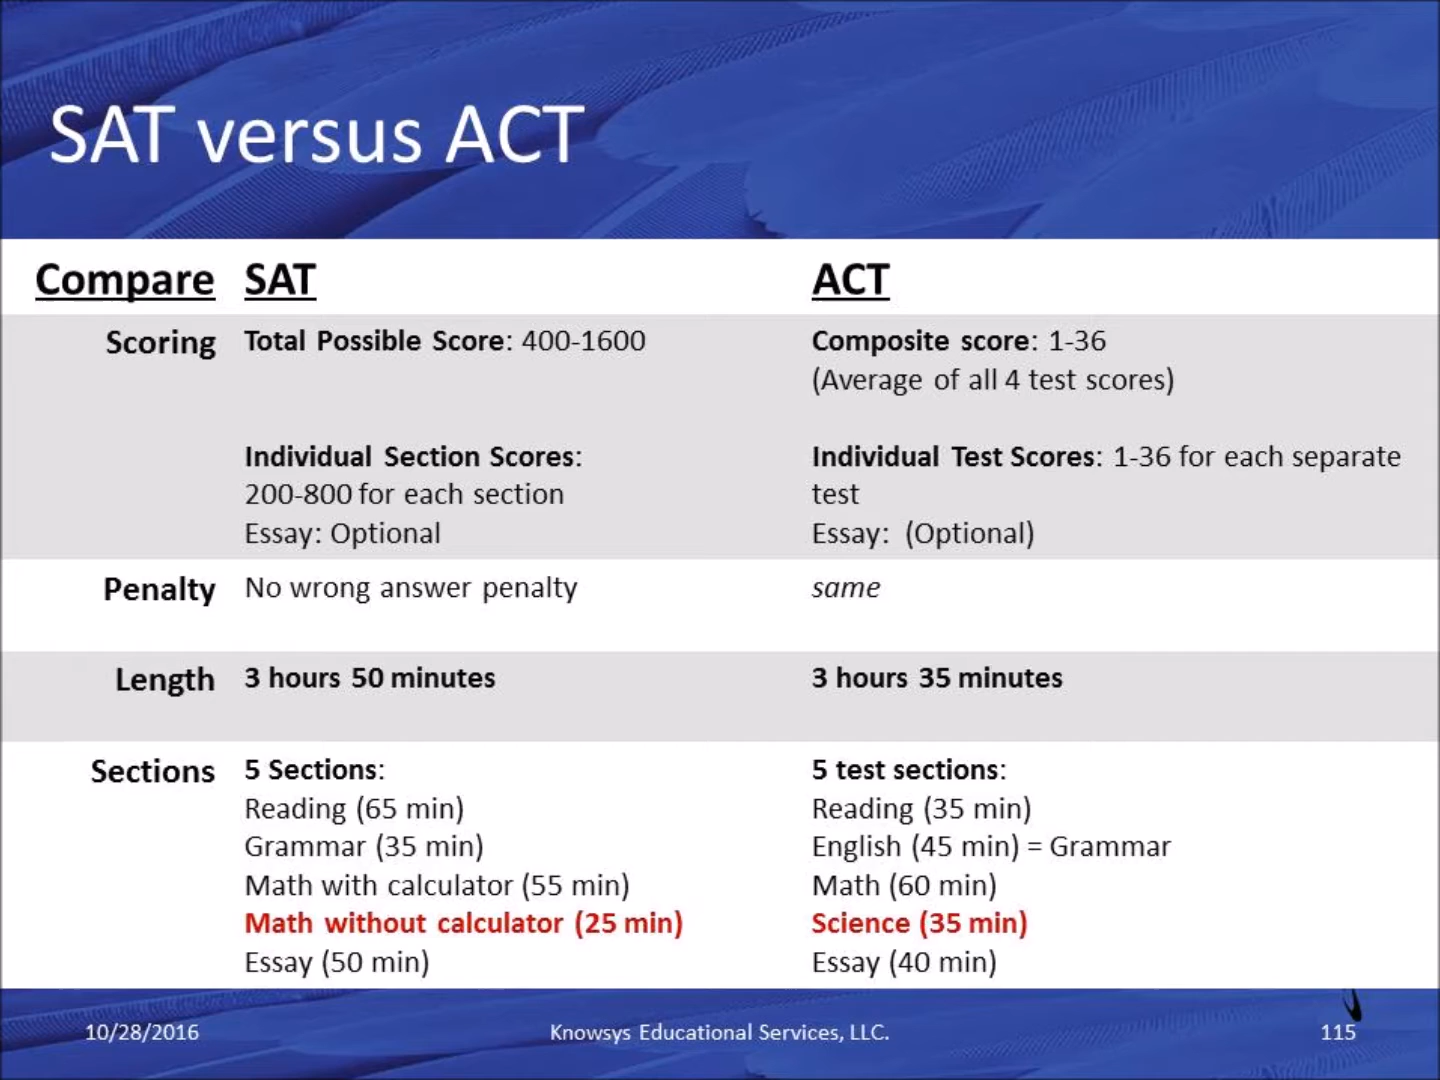 SAT versus ACT
Compare SAT ACT
Scoring Total Possible Score: 400-1600 Composite score: 1-36
(Average of all 4 test scores)
Individual Section Scores: Individual Test Scores: 1-36 for each separate
200-800 for each section test
Essay: Optional Essay: (Optional)
Penalty No wrong answer penalty same
Length 3 hours 50 minutes 3 hours 35 minutes
Sections 5 Sections: 5 test sections:
Reading (65 min) Reading (35 min)
Grammar (35 min) English (45 min) = Grammar
Math with calculator (55 min) Math (60 min)
Math without calculator (25 min) Science (35 min)
Essay (50 min) Essay (40 min)
10/28/2016 Knowsys Educational Services, LLC. 115